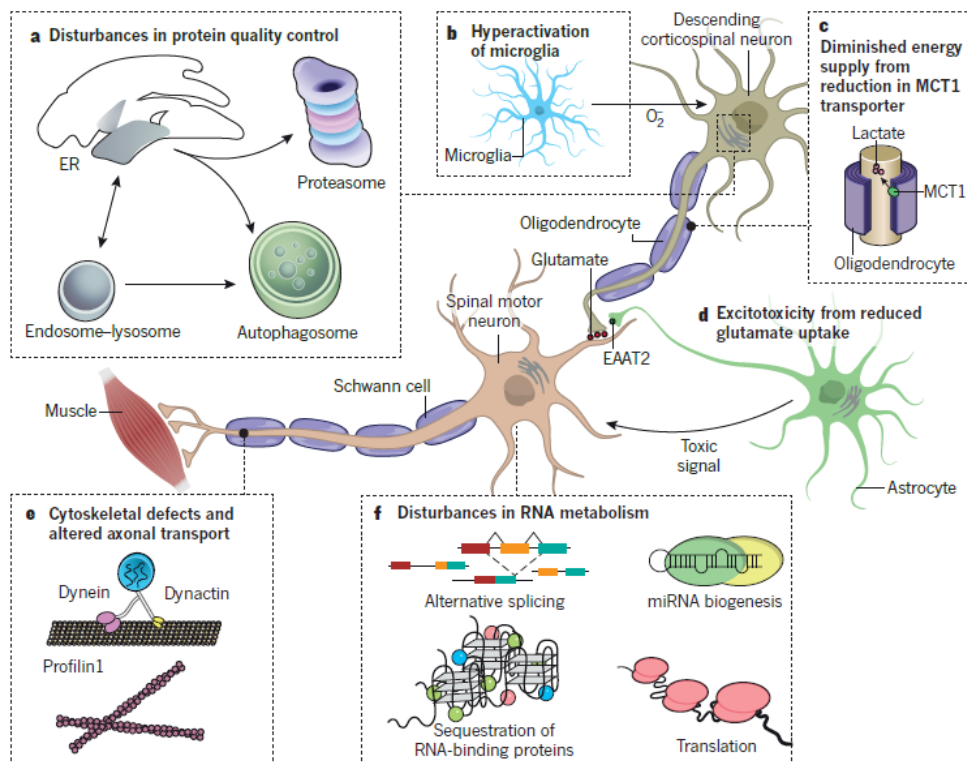 a Disturbances in protein quality control
ER
Proteasome
Endosome–lysosome
Autophagosome
b Hyperactivation
of microglia
Microglia
O2-
Descending
corticospinal neuron
c
Diminished energy
supply from
reduction in MCT1
transporter
Lactate
MCT1
Oligodendrocyte
Oligodendrocyte
Glutamate
Spinal motor
neuron
EAAT2
d Excitotoxicity from reduced
glutamate uptake
Schwann cell
Muscle
Toxic
signal
Astrocyte
e Cytoskeletal defects and
altered axonal transport
Dynein
Dynactin
Profilin1
f Disturbances in RNA metabolism
Alternative splicing
miRNA biogenesis
Sequestration of
RNA-binding proteins
Translation